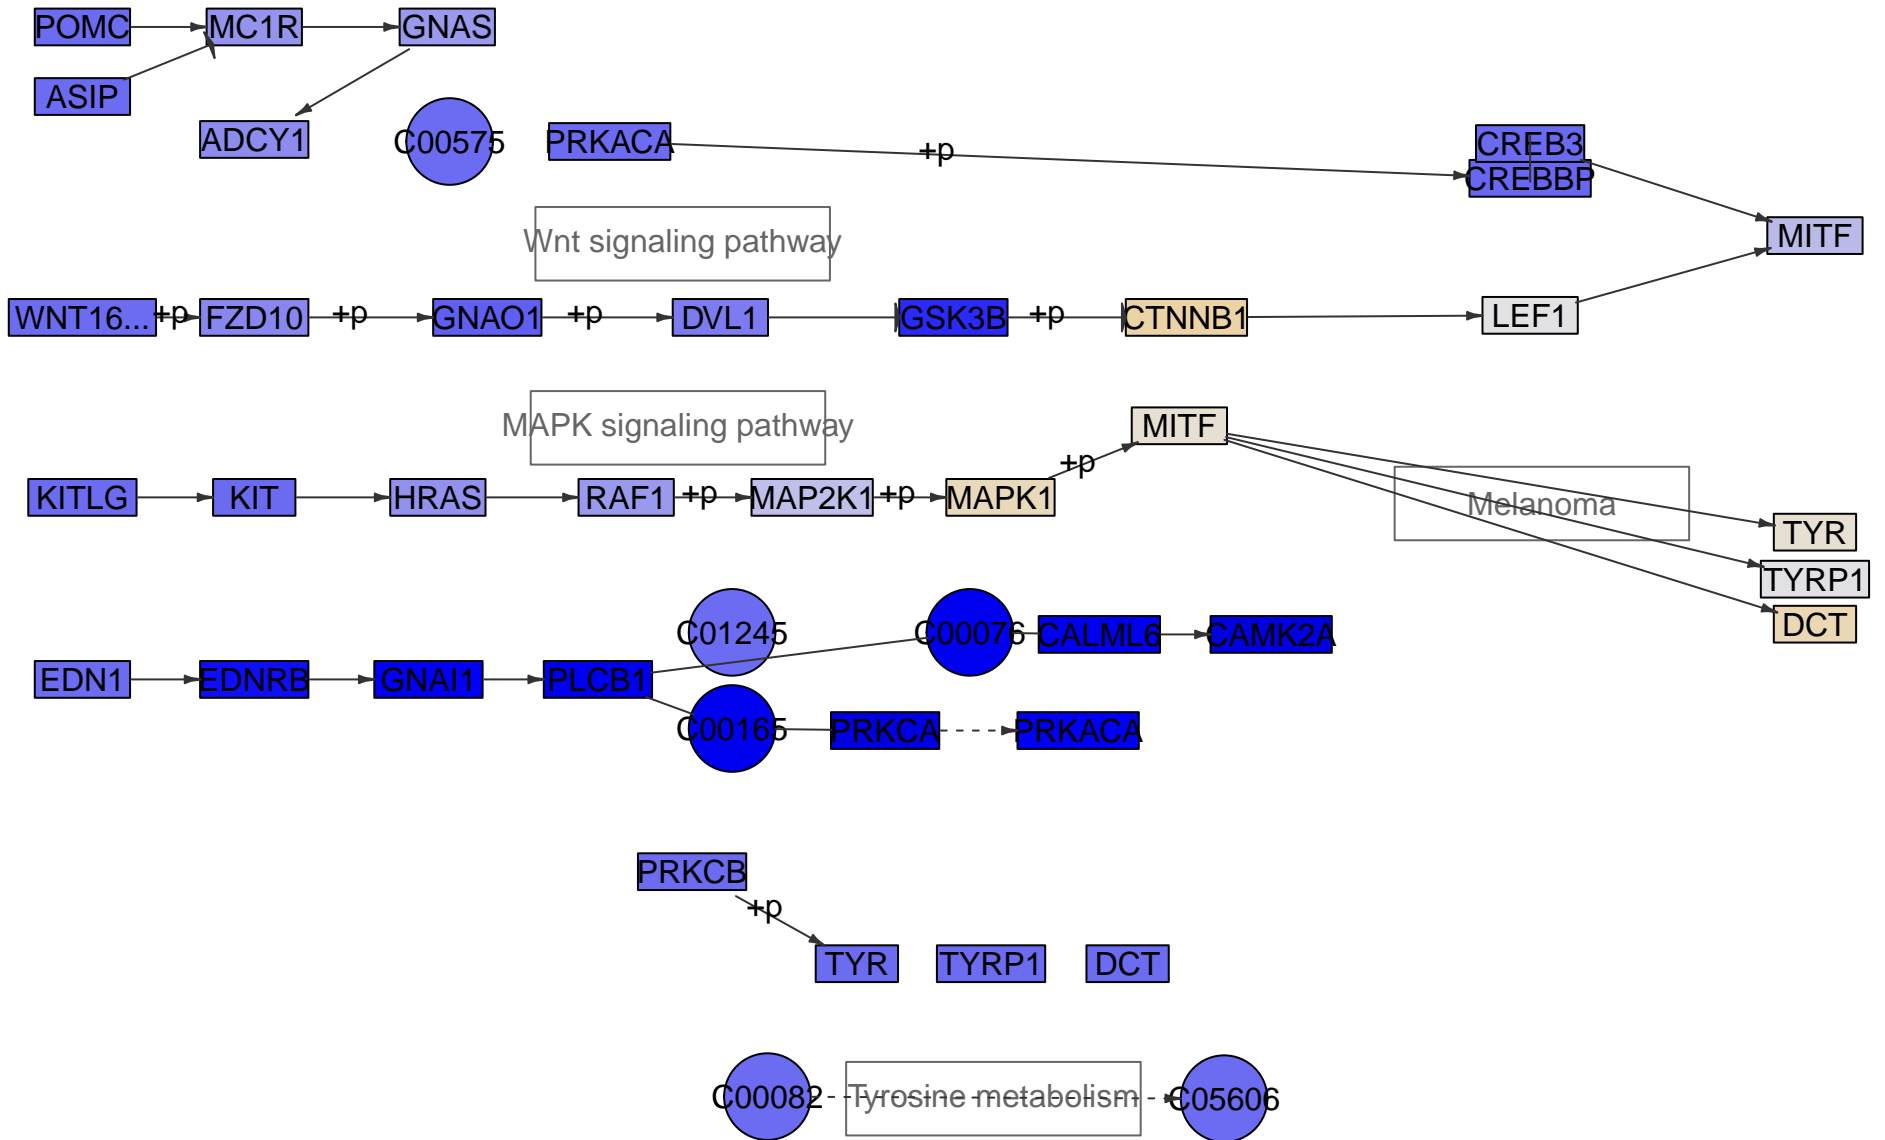 POMC
MC1R
GNAS
ASIP
ADCY1
C00575
PRKACA
+p
CREB3
CREBBP
Wnt signaling pathway
MITF
WNT16...
+p
FZD10
+p
GNAO1
+p
DVL1
GSK3B
+p
CTNNB1
LEF1
MAPK signaling pathway
MITF
+p
KITLG
KIT
HRAS
RAF1
+p
MAP2K1
+p
MAPK1
Melanoma
TYR
TYRP1
DCT
C01245
C00076
CALML6
CAMK2A
EDN1
EDNRB
GNAI1
PLCB1
C00165
PRKCA
PRKACA
PRKCB
+p
TYR
TYRP1
DCT
C00082
Tyrosine metabolism
C05606